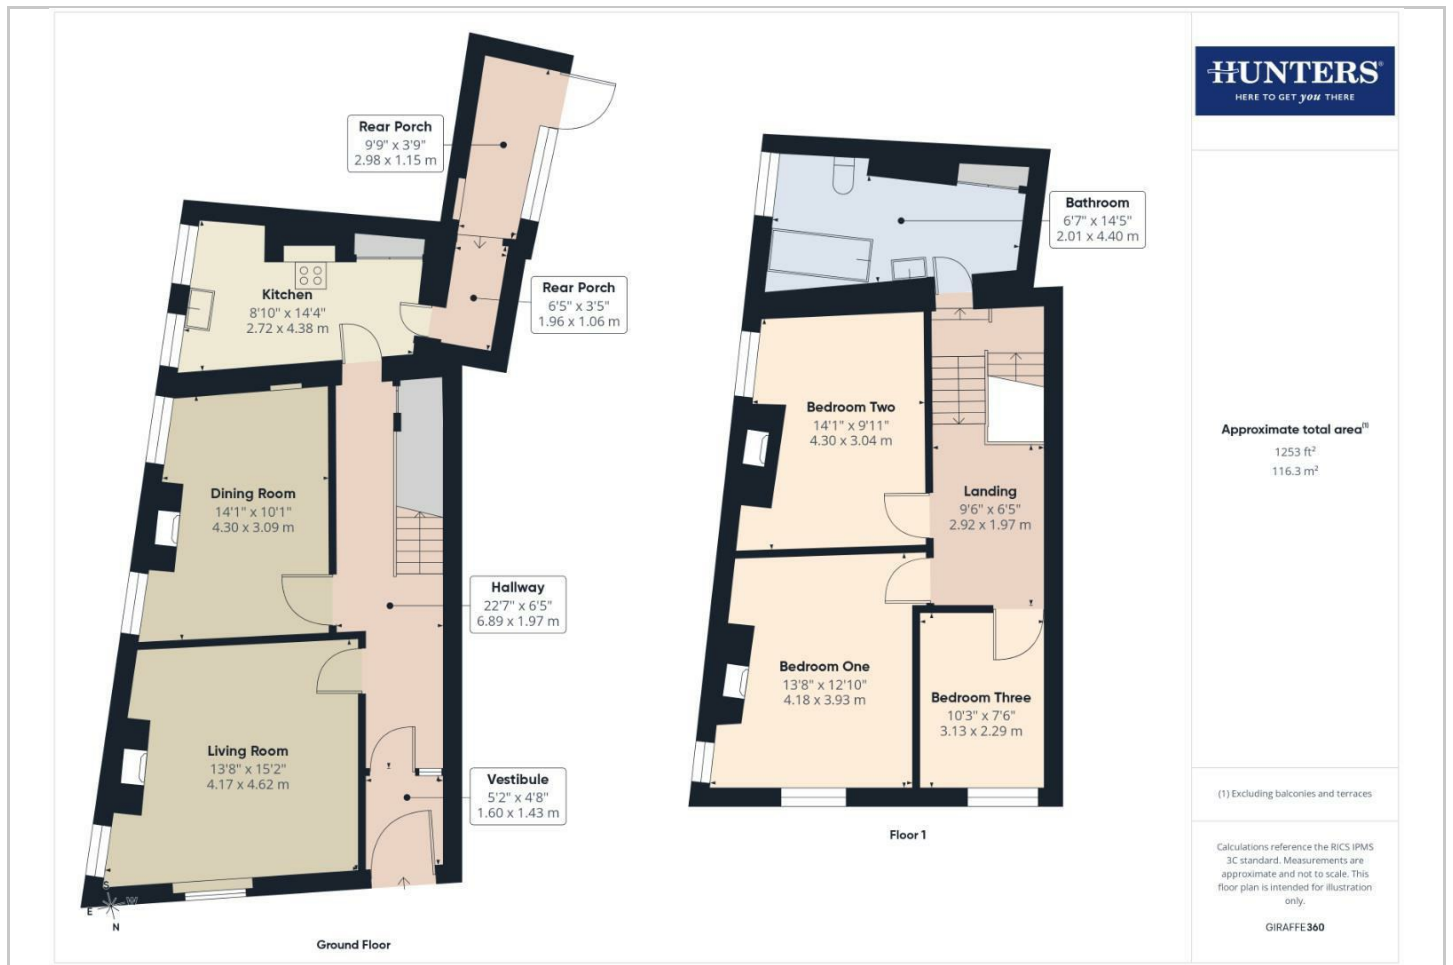 Rear Porch
9'9" x 3'9"
2.98 x 1.15 m
Rear Porch
6'5" x 3'5"
1.96 x 1.06 m
Kitchen
8'10" x 14'4"
2.72 x 4.38 m
Dining Room
14'1" x 10'1"
4.30 x 3.09 m
Hallway
22'7" x 6'5"
6.89 x 1.97 m
Living Room
13'8" x 15'2"
4.17 x 4.62 m
Vestibule
5'2" x 4'8"
1.60 x 1.43 m
S
E
W
N
Ground Floor
Bathroom
6'7" x 14'5"
2.01 x 4.40 m
Bedroom Two
14'1" x 9'11"
4.30 x 3.04 m
Landing
9'6" x 6'5"
2.92 x 1.97 m
Bedroom One
13'8" x 12'10"
4.18 x 3.93 m
Bedroom Three
10'3" x 7'6"
3.13 x 2.29 m
Floor 1
HUNTERS®
HERE TO GET you THERE
Approximate total area(1)
1253 ft²
116.3 m²
(1) Excluding balconies and terraces
Calculations reference the RICS IPMS
3C standard. Measurements are
approximate and not to scale. This
floor plan is intended for illustration
only.
GIRAFFE360